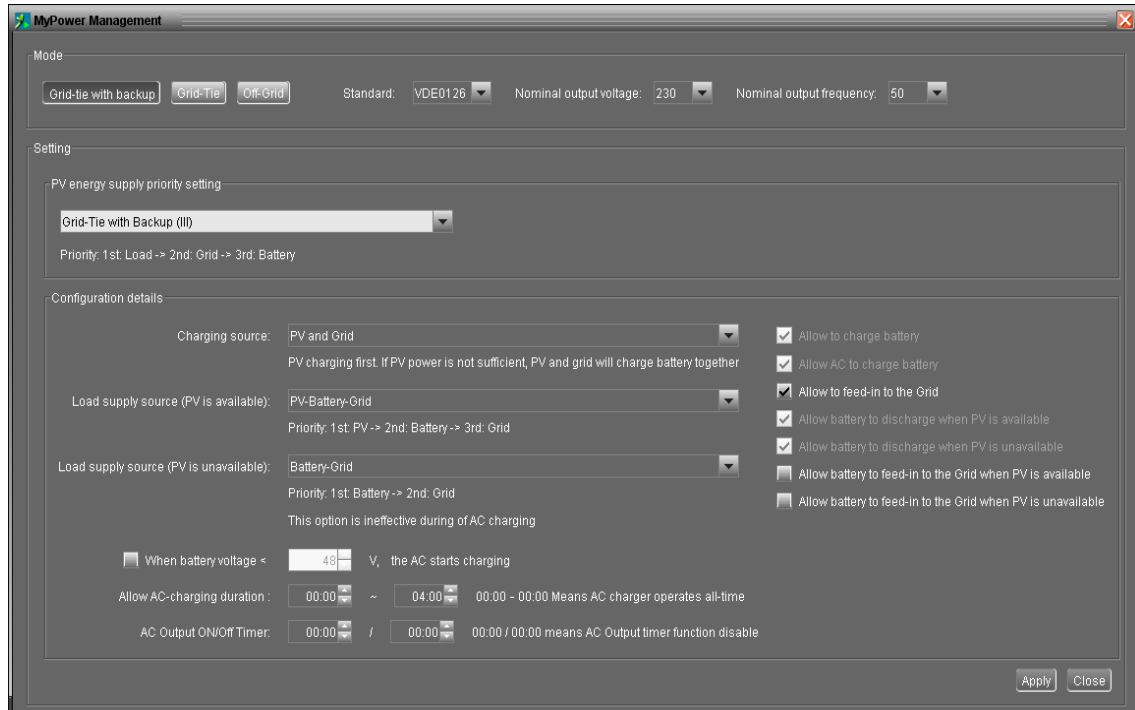 MyPower Management
Mode
Grid-tie with backup Grid-Tie Off-Grid Standard: VDE0126 Nominal output voltage: 230 Nominal output frequency: 50
Setting
PV energy supply priority setting
Grid-Tie with Backup (III)
Priority: 1st: Load -> 2nd: Grid -> 3rd: Battery
Configuration details
Charging source: PV and Grid Allow to charge battery
PV charging first. If PV power is not sufficient, PV and grid will charge battery together Allow AC to charge battery
Allow to feed-in to the Grid
Load supply source (PV is available): PV-Battery-Grid Allow battery to discharge when PV is available
Priority: 1st: PV -> 2nd: Battery -> 3rd: Grid
Allow battery to discharge when PV is unavailable
Load supply source (PV is unavailable): Battery-Grid Allow battery to feed-in to the Grid when PV is available
Priority: 1st: Battery -> 2nd: Grid Allow battery to feed-in to the Grid when PV is unavailable
This option is ineffective during of AC charging
When battery voltage < 48 V, the AC starts charging
Allow AC-charging duration : 00:00 ~ 04:00 00:00 - 00:00 Means AC charger operates all-time
AC Output ON/Off Timer: 00:00 / 00:00 00:00 / 00:00 means AC Output timer function disable
Apply Close